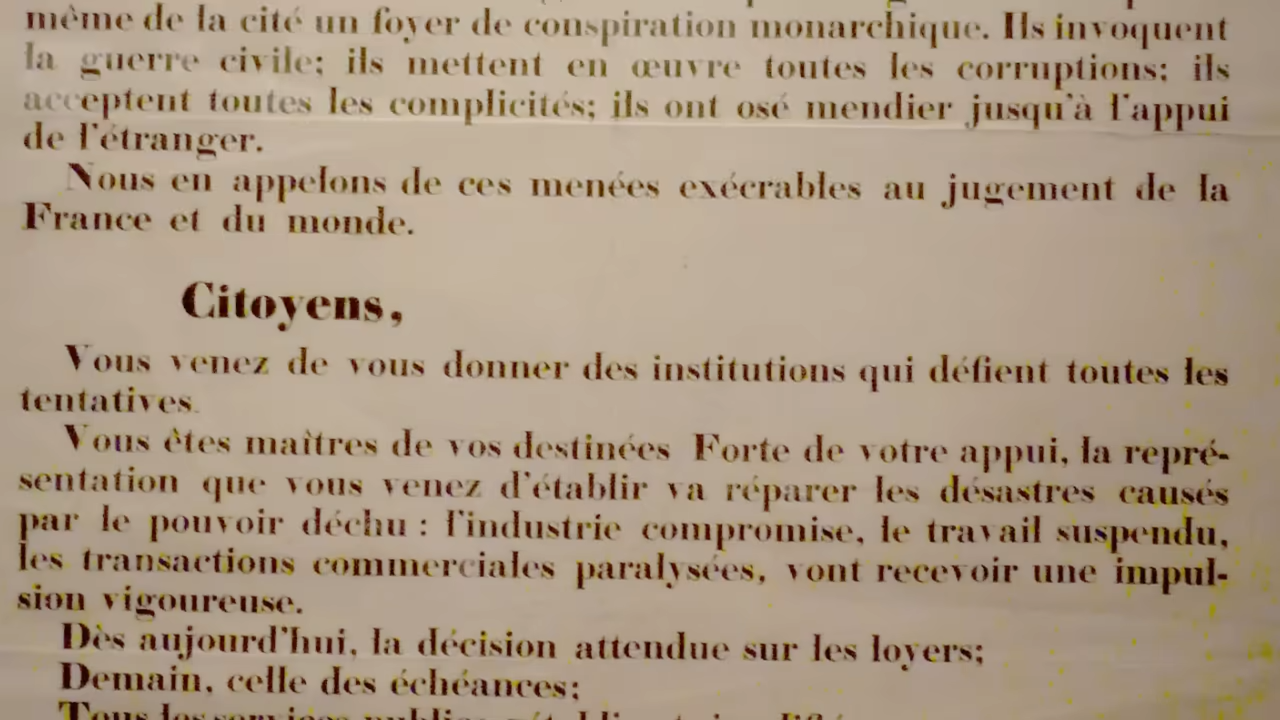 même de la cité un foyer de conspiration monarchique. Ils invoquent
la guerre civile; ils mettent en œuvre toutes les corruptions; ils
acceptent toutes les complicités; ils ont osé mendier jusqu'à l'appui
de l'étranger.
Nous en appelons de ces menées exécrables au jugement de la
France et du monde.
Citoyens,
Vous venez de vous donner des institutions qui défient toutes les
tentatives.
Vous êtes maîtres de vos destinées Forte de votre appui, la repré-
sentation que vous venez d'établir va réparer les désastres causés
par le pouvoir déchu : l'industrie compromise, le travail suspendu,
les transactions commerciales paralysées, vont recevoir une impul-
sion vigoureuse.
Dès aujourd'hui, la décision attendue sur les loyers;
Demain, celle des échéances;
Tous les services publics